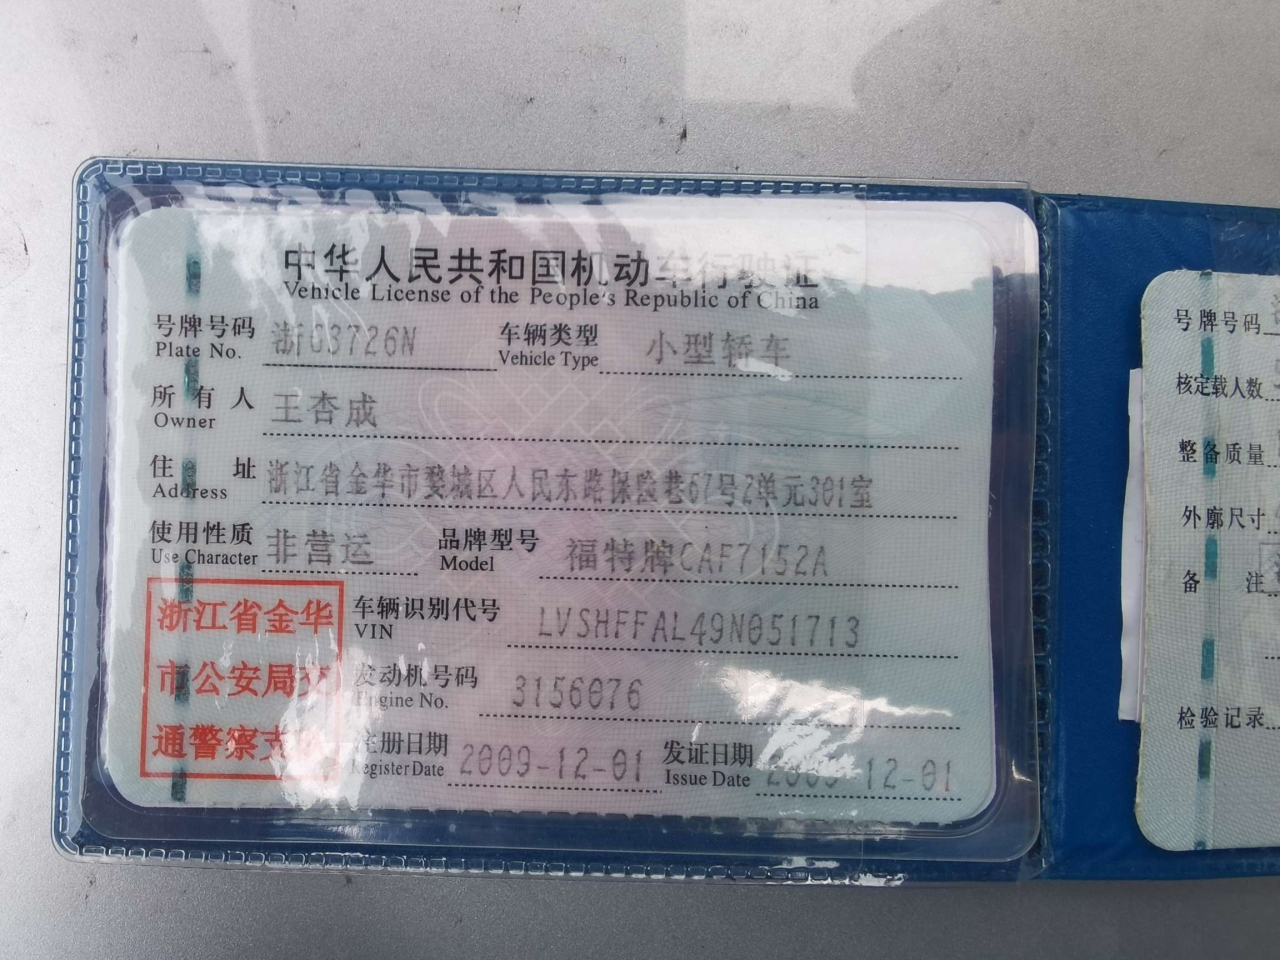 中华人民共和国机动车行驶证
Vehicle License of the People's Republic of China
号牌号码 浙G3726N 车辆类型 小型轿车
Plate No. Vehicle Type
所有人 王杏成
Owner
住址 浙江省金华市婺城区人民东路保险巷67号2单元301室
Address
使用性质 非营运 品牌型号 福特牌CAF7152A
Use Character Model
浙江省金华
市公安局交
通警察支
车辆识别代号 LVSHFFAL49N051713
VIN
发动机号码 3156076
Engine No.
注册日期 2009-12-01 发证日期 2009-12-01
Register Date Issue Date
号牌号码
核定载人数
整备质量
外廓尺寸
备注
检验记录